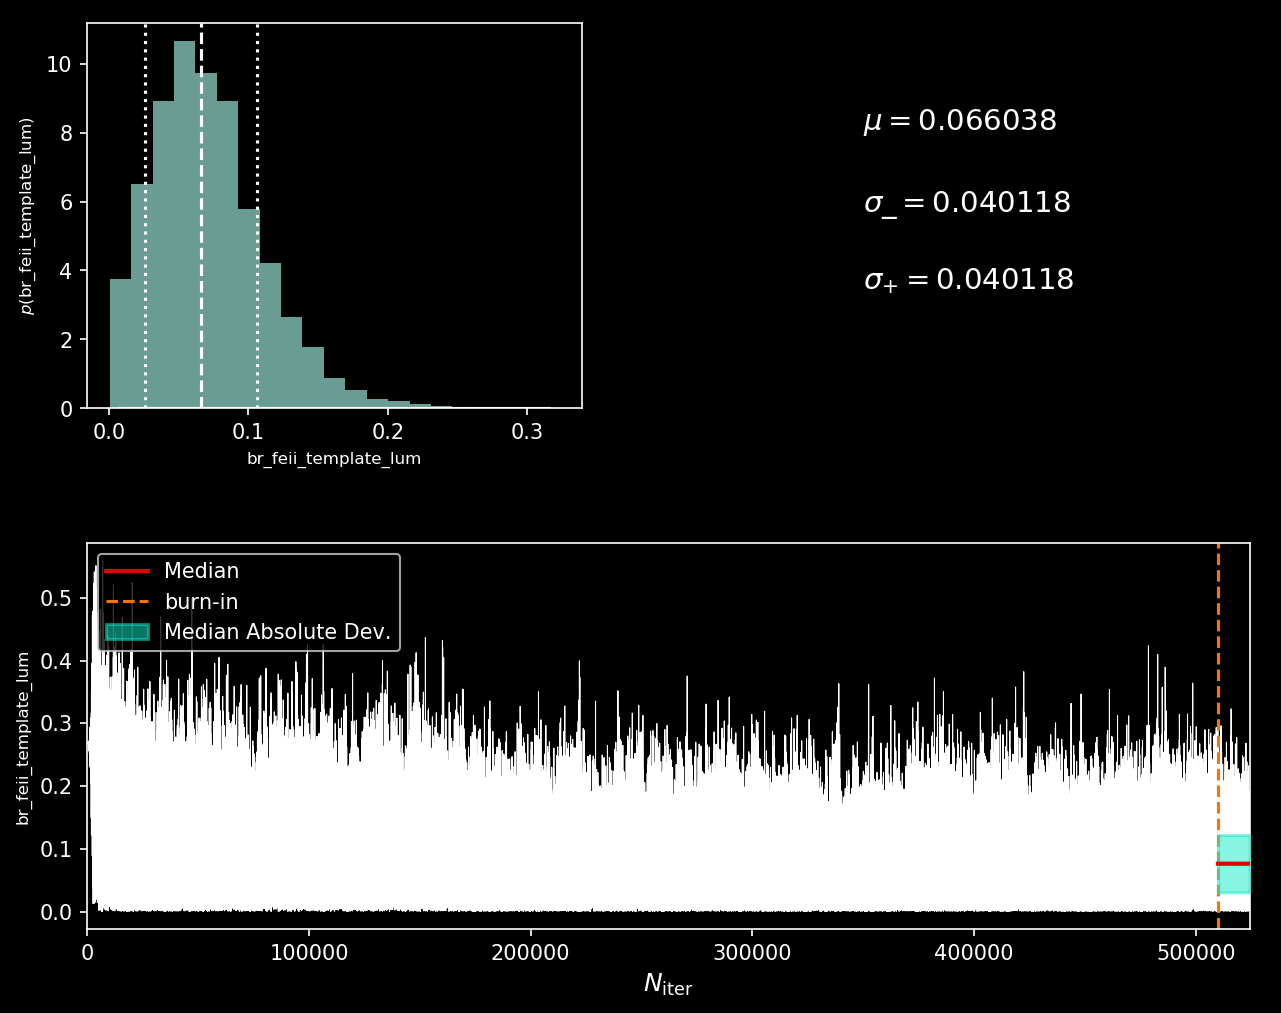 10
8
6
4
2
0
p(br_feii_template_lum)
0.0 0.1 0.2 0.3
br_feii_template_lum
μ = 0.066038
σ_ = 0.040118
σ+ = 0.040118
Median
burn-in
Median Absolute Dev.
0.5
0.4
0.3
0.2
0.1
0.0
br_feii_template_lum
0 100000 200000 300000 400000 500000
Niter